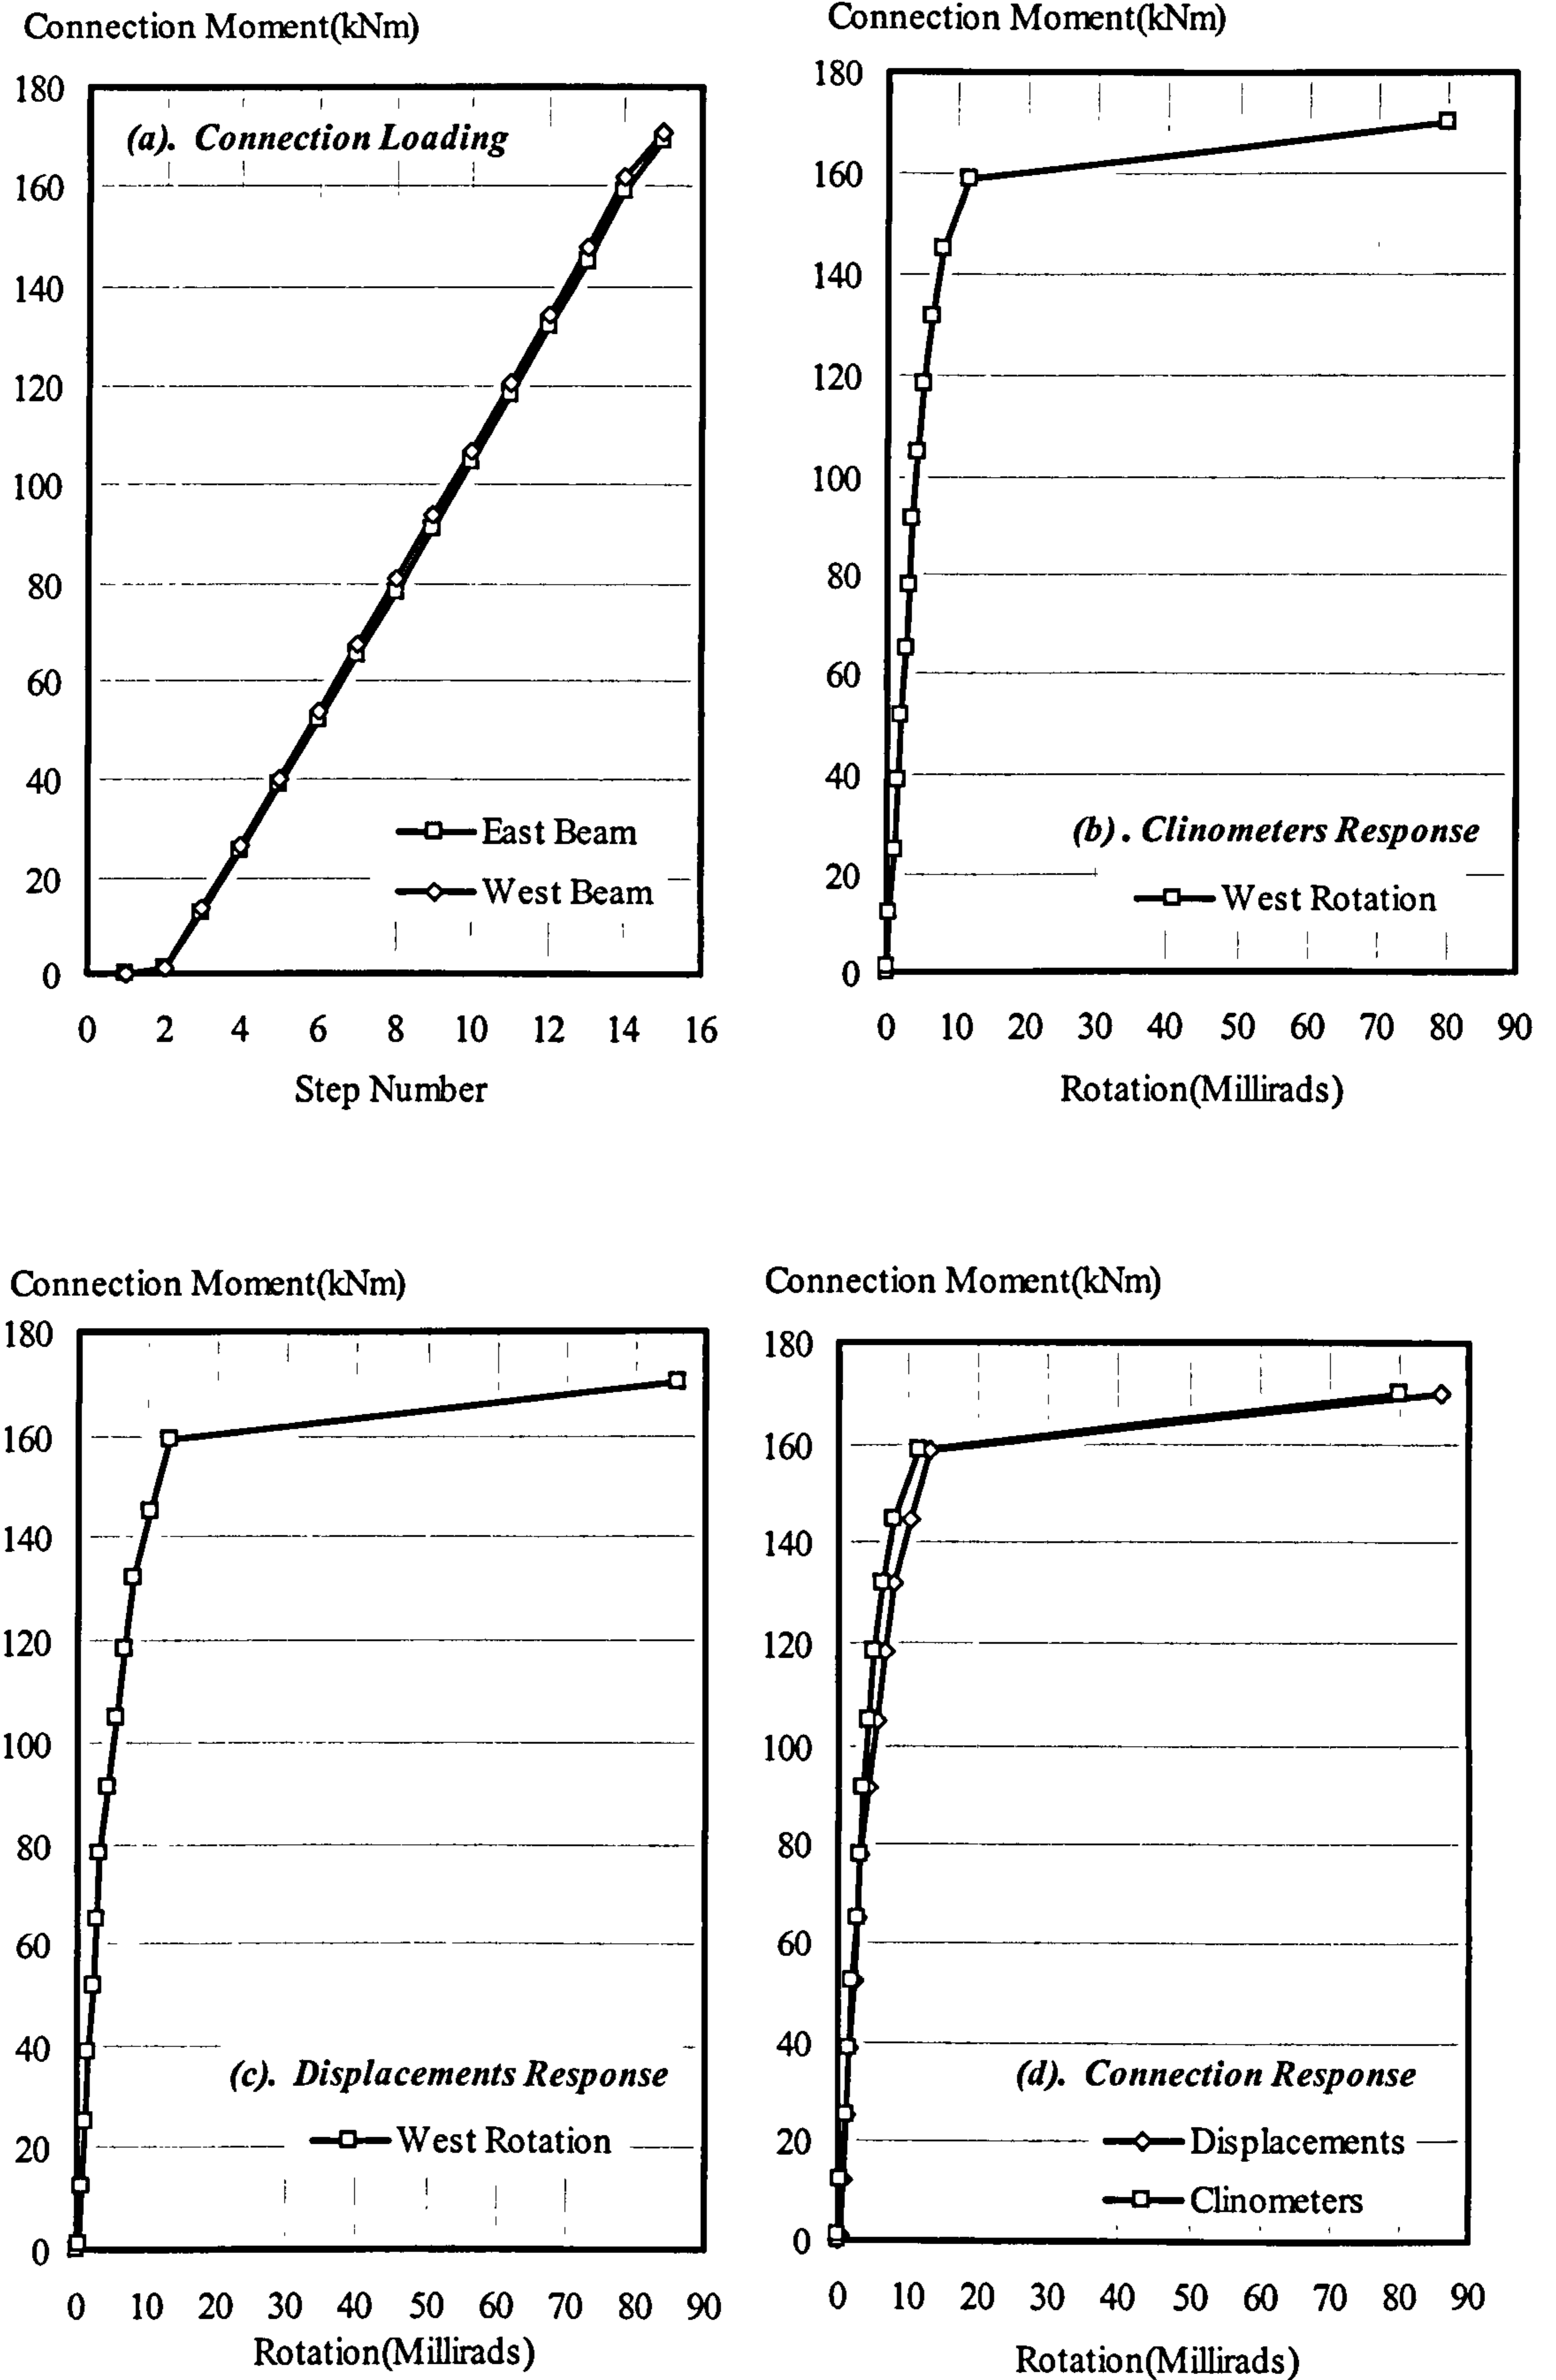 Connection Moment(kNm)
180
160
140
120
100
80
60
40
20
0
(a). Connection Loading
East Beam
West Beam
0 2 4 6 8 10 12 14 16
Step Number
Connection Moment(kNm)
180
160
140
120
100
80
60
40
20
0
(b). Clinometers Response
West Rotation
0 10 20 30 40 50 60 70 80 90
Rotation(Millirads)
Connection Moment(kNm)
180
160
140
120
100
80
60
40
20
0
(c). Displacements Response
West Rotation
0 10 20 30 40 50 60 70 80 90
Rotation(Millirads)
Connection Moment(kNm)
180
160
140
120
100
80
60
40
20
0
(d). Connection Response
Displacements
Clinometers
0 10 20 30 40 50 60 70 80 90
Rotation(Millirads)